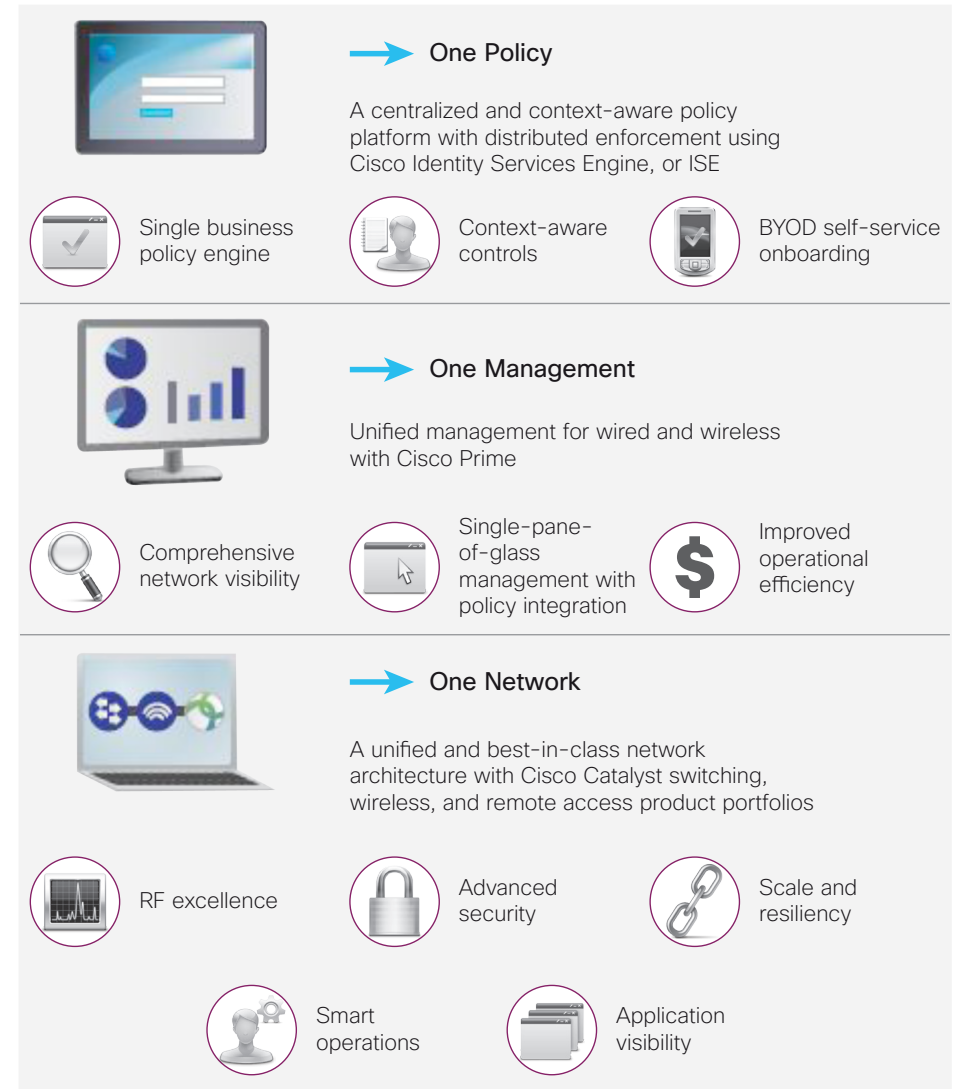 One Policy
A centralized and context-aware policy
platform with distributed enforcement using
Cisco Identity Services Engine, or ISE
Single business
policy engine
Context-aware
controls
BYOD self-service
onboarding
One Management
Unified management for wired and wireless
with Cisco Prime
Comprehensive
network visibility
Single-pane-
of-glass
management with
policy integration
$
Improved
operational
efficiency
One Network
A unified and best-in-class network
architecture with Cisco Catalyst switching,
wireless, and remote access product portfolios
RF excellence
Advanced
security
Scale and
resiliency
Smart
operations
Application
visibility